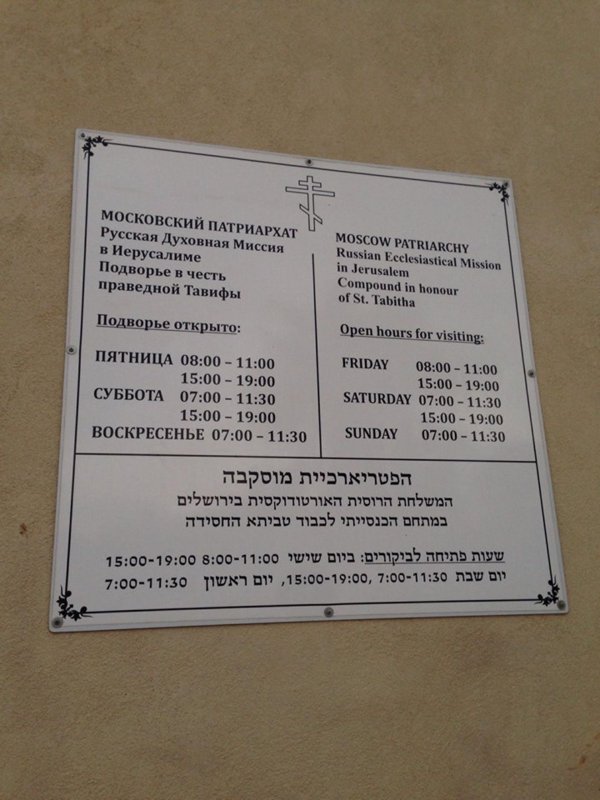 МОСКОВСКИЙ ПАТРИАРХАТ
Русская Духовная Миссия
в Иерусалиме
Подворье в честь
праведной Тавифы
Подворье открыто:
ПЯТНИЦА 08:00 – 11:00
15:00 – 19:00
СУББОТА 07:00 – 11:30
15:00 – 19:00
ВОСКРЕСЕНЬЕ 07:00 – 11:30
MOSCOW PATRIARCHY
Russian Ecclesiastical Mission
in Jerusalem
Compound in honour
of St. Tabitha
Open hours for visiting:
FRIDAY 08:00 – 11:00
15:00 – 19:00
SATURDAY 07:00 – 11:30
15:00 – 19:00
SUNDAY 07:00 – 11:30
הפטריארכיית מוסקבה
המשלחת הרוסית האורטודוקסית בירושלים
במתחם הכנסייתי לכבוד טביתא החסידה
שעות פתיחה לביקורים: ביום שישי 8:00-11:00 15:00-19:00
יום שבת 7:00-11:30 ,15:00-19:00, יום ראשון 7:00-11:30